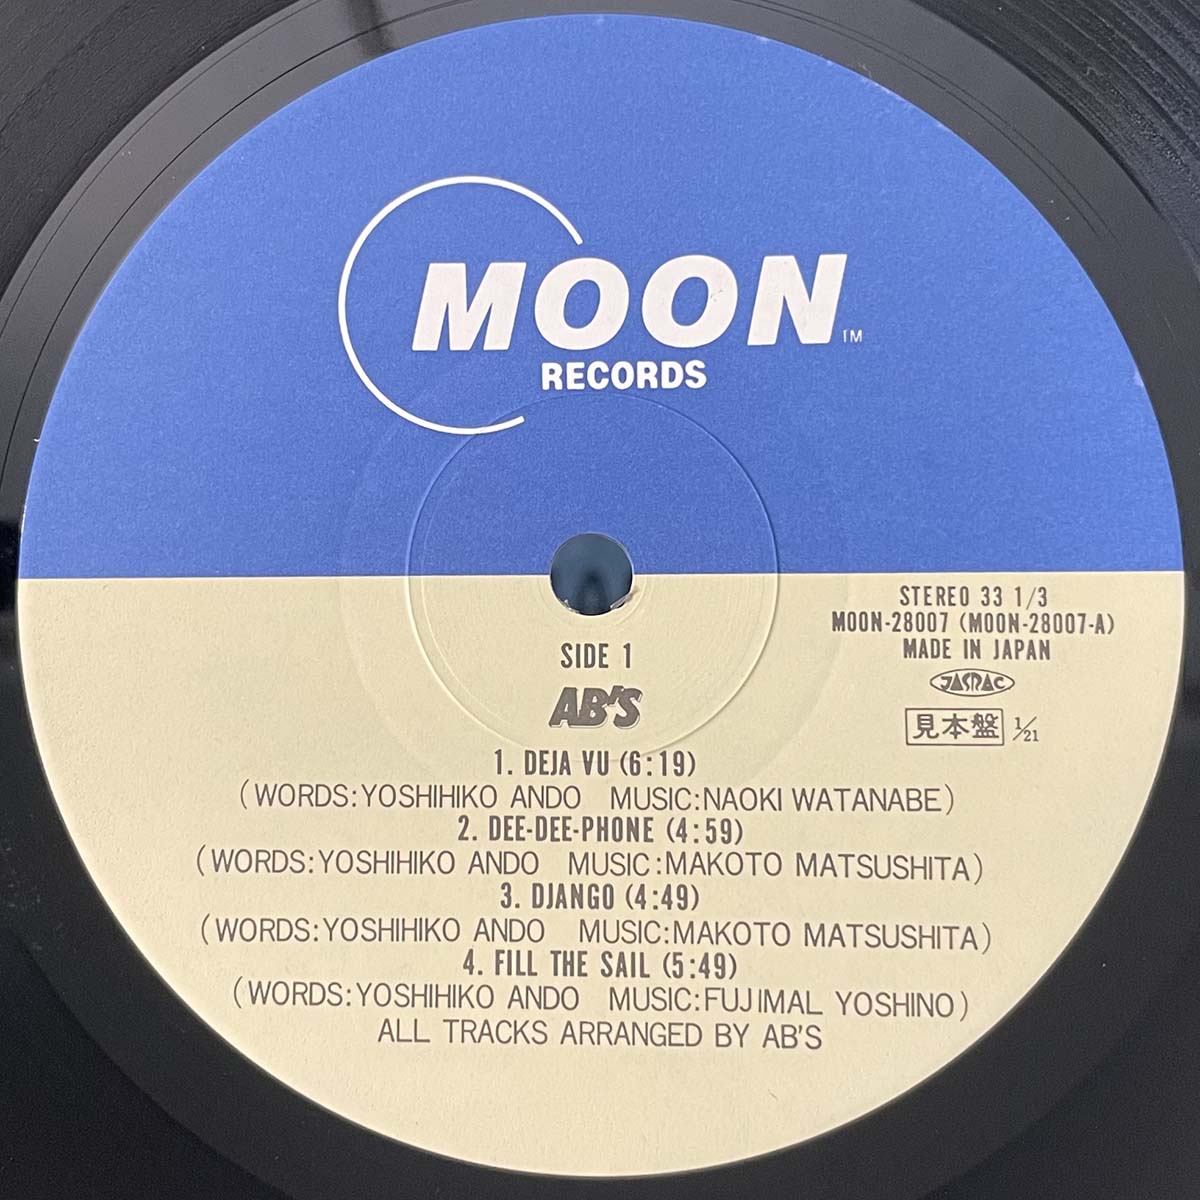 MOON TM
RECORDS
STEREO 33 1/3
MOON-28007 (MOON-28007-A)
MADE IN JAPAN
JASRAC
見本盤 1/21
SIDE 1
AB'S
1. DEJA VU (6:19)
(WORDS:YOSHIHIKO ANDO MUSIC:NAOKI WATANABE)
2. DEE-DEE-PHONE (4:59)
(WORDS:YOSHIHIKO ANDO MUSIC:MAKOTO MATSUSHITA)
3. DJANGO (4:49)
(WORDS:YOSHIHIKO ANDO MUSIC:MAKOTO MATSUSHITA)
4. FILL THE SAIL (5:49)
(WORDS:YOSHIHIKO ANDO MUSIC:FUJIMAL YOSHINO)
ALL TRACKS ARRANGED BY AB'S